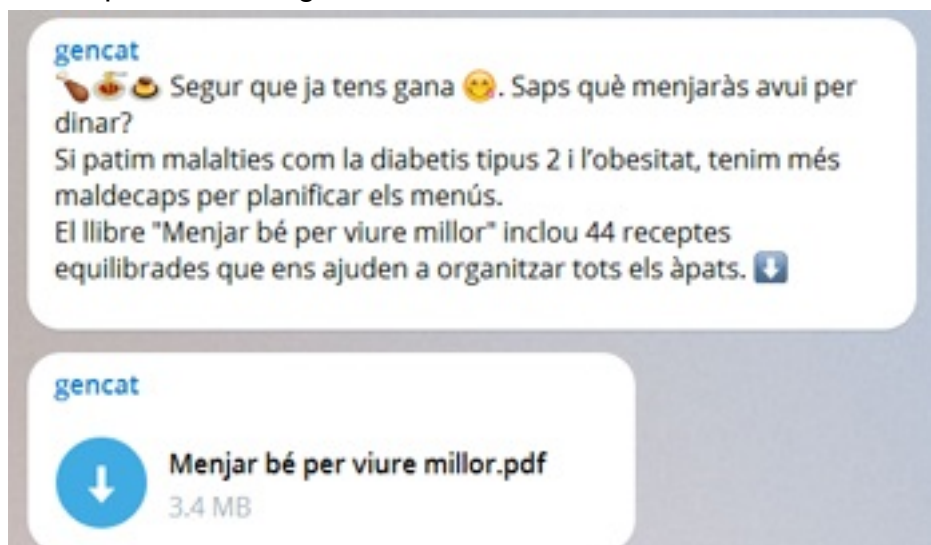 gencat
🍗🍝🍮 Segur que ja tens gana 😋. Saps què menjaràs avui per
dinar?
Si patim malalties com la diabetis tipus 2 i l’obesitat, tenim més
maldecaps per planificar els menús.
El llibre "Menjar bé per viure millor" inclou 44 receptes
equilibrades que ens ajuden a organitzar tots els àpats. ⬇️
gencat
Menjar bé per viure millor.pdf
3.4 MB